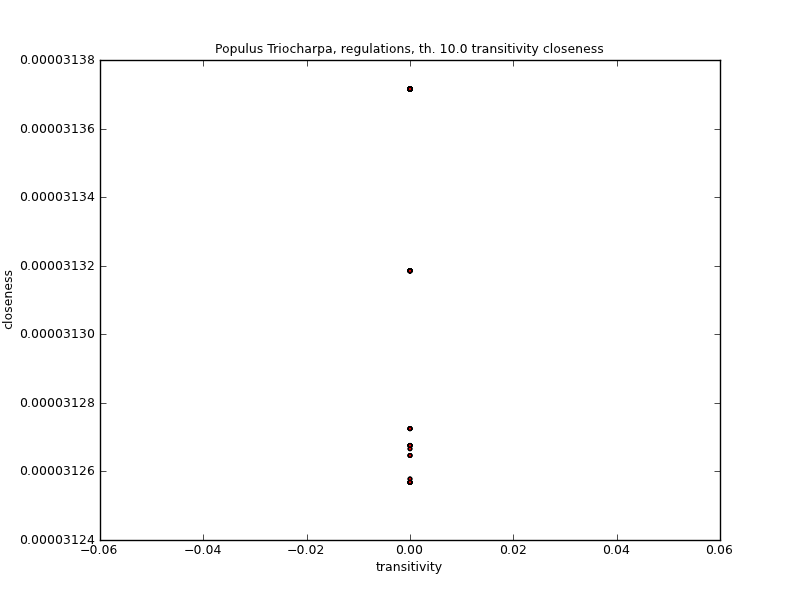 Populus Triocharpa, regulations, th. 10.0 transitivity closeness
0.00003138
0.00003136
0.00003134
0.00003132
0.00003130
0.00003128
0.00003126
0.00003124
closeness
−0.06 −0.04 −0.02 0.00 0.02 0.04 0.06
transitivity